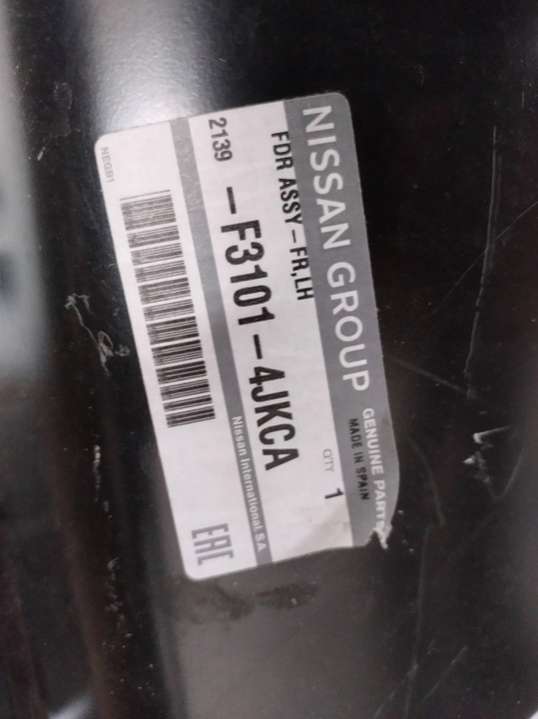 NISSAN GROUP GENUINE PARTS
MADE IN SPAIN
FDR ASSY-FR,LH
QTY 1
2139
-F3101-4JKCA
Nissan International, SA
NEGR1
EAC